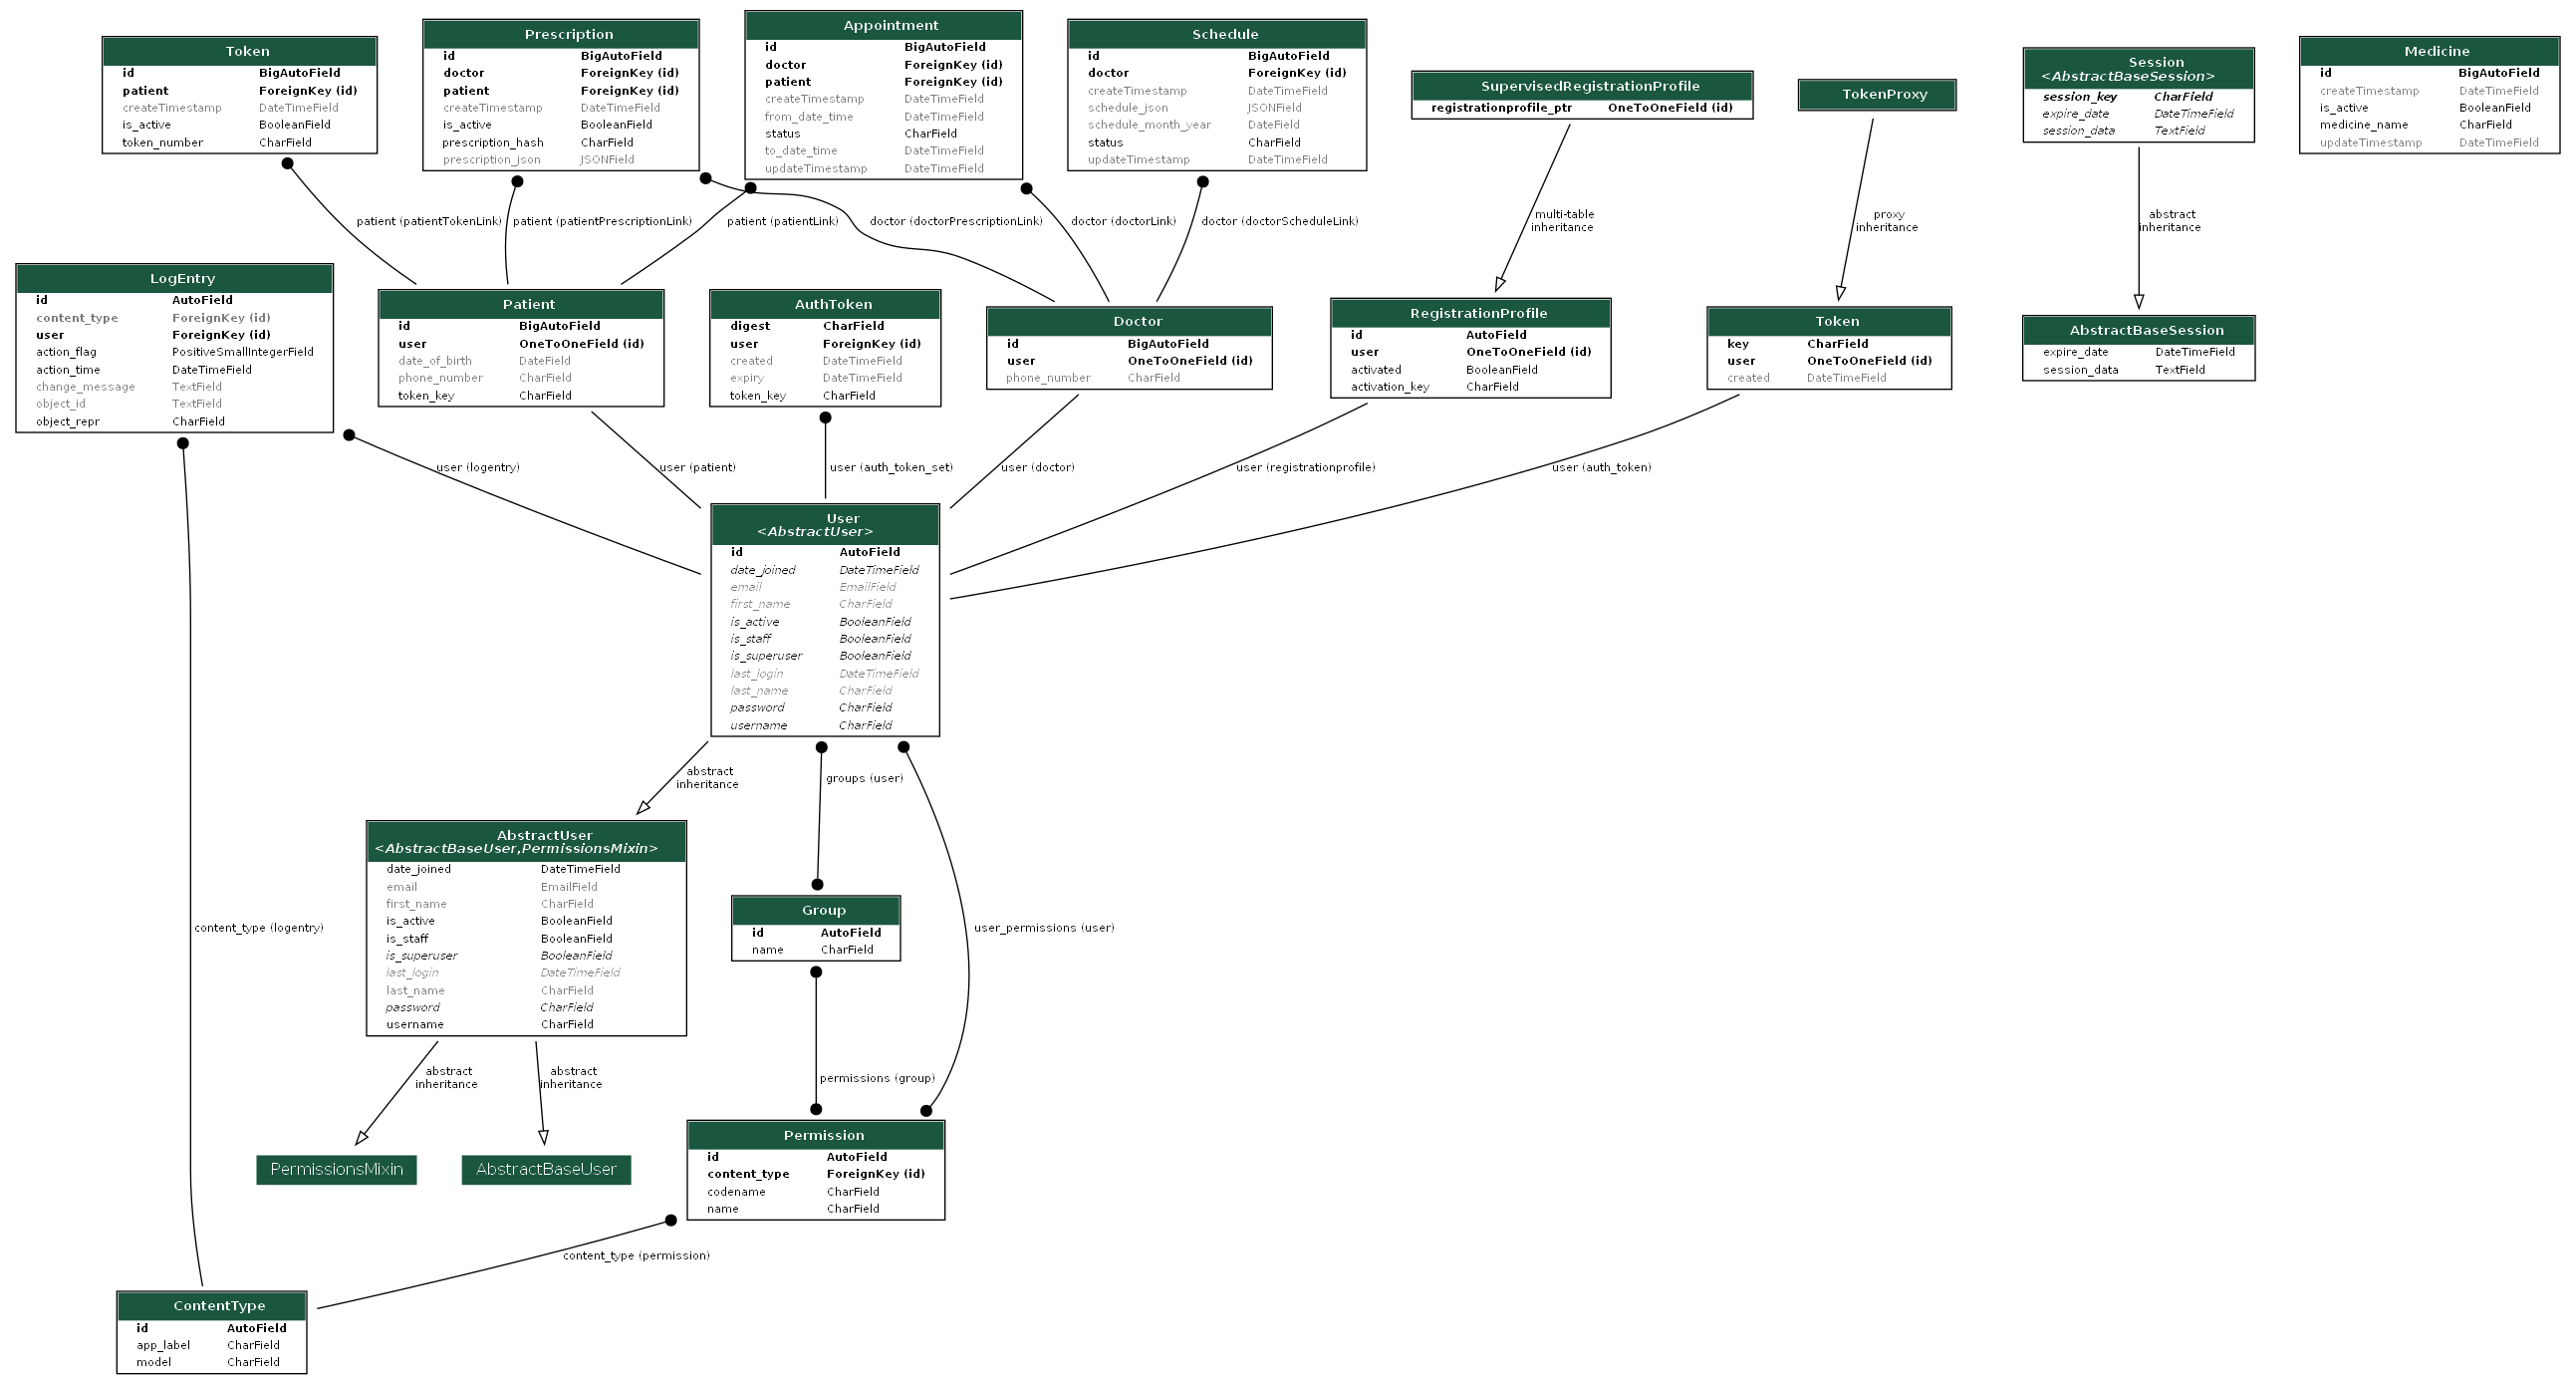 Token
id BigAutoField
patient ForeignKey (id)
createTimestamp DateTimeField
is_active BooleanField
token_number CharField
Prescription
id BigAutoField
doctor ForeignKey (id)
patient ForeignKey (id)
createTimestamp DateTimeField
is_active BooleanField
prescription_hash CharField
prescription_json JSONField
Appointment
id BigAutoField
doctor ForeignKey (id)
patient ForeignKey (id)
createTimestamp DateTimeField
from_date_time DateTimeField
status CharField
to_date_time DateTimeField
updateTimestamp DateTimeField
Schedule
id BigAutoField
doctor ForeignKey (id)
createTimestamp DateTimeField
schedule_json JSONField
schedule_month_year DateField
status CharField
updateTimestamp DateTimeField
SupervisedRegistrationProfile
registrationprofile_ptr OneToOneField (id)
TokenProxy
Session
<AbstractBaseSession>
session_key CharField
expire_date DateTimeField
session_data TextField
Medicine
id BigAutoField
createTimestamp DateTimeField
is_active BooleanField
medicine_name CharField
updateTimestamp DateTimeField
patient (patientTokenLink)
patient (patientPrescriptionLink)
patient (patientLink)
doctor (doctorPrescriptionLink)
doctor (doctorLink)
doctor (doctorScheduleLink)
multi-table
inheritance
proxy
inheritance
abstract
inheritance
LogEntry
id AutoField
content_type ForeignKey (id)
user ForeignKey (id)
action_flag PositiveSmallIntegerField
action_time DateTimeField
change_message TextField
object_id TextField
object_repr CharField
Patient
id BigAutoField
user OneToOneField (id)
date_of_birth DateField
phone_number CharField
token_key CharField
AuthToken
digest CharField
user ForeignKey (id)
created DateTimeField
expiry DateTimeField
token_key CharField
Doctor
id BigAutoField
user OneToOneField (id)
phone_number CharField
RegistrationProfile
id AutoField
user OneToOneField (id)
activated BooleanField
activation_key CharField
Token
key CharField
user OneToOneField (id)
created DateTimeField
AbstractBaseSession
expire_date DateTimeField
session_data TextField
user (logentry)
user (patient)
user (auth_token_set)
user (doctor)
user (registrationprofile)
user (auth_token)
User
<AbstractUser>
id AutoField
date_joined DateTimeField
email EmailField
first_name CharField
is_active BooleanField
is_staff BooleanField
is_superuser BooleanField
last_login DateTimeField
last_name CharField
password CharField
username CharField
abstract
inheritance
groups (user)
AbstractUser
<AbstractBaseUser,PermissionsMixin>
date_joined DateTimeField
email EmailField
first_name CharField
is_active BooleanField
is_staff BooleanField
is_superuser BooleanField
last_login DateTimeField
last_name CharField
password CharField
username CharField
Group
id AutoField
name CharField
content_type (logentry)
user_permissions (user)
abstract
inheritance
abstract
inheritance
permissions (group)
PermissionsMixin
AbstractBaseUser
Permission
id AutoField
content_type ForeignKey (id)
codename CharField
name CharField
content_type (permission)
ContentType
id AutoField
app_label CharField
model CharField